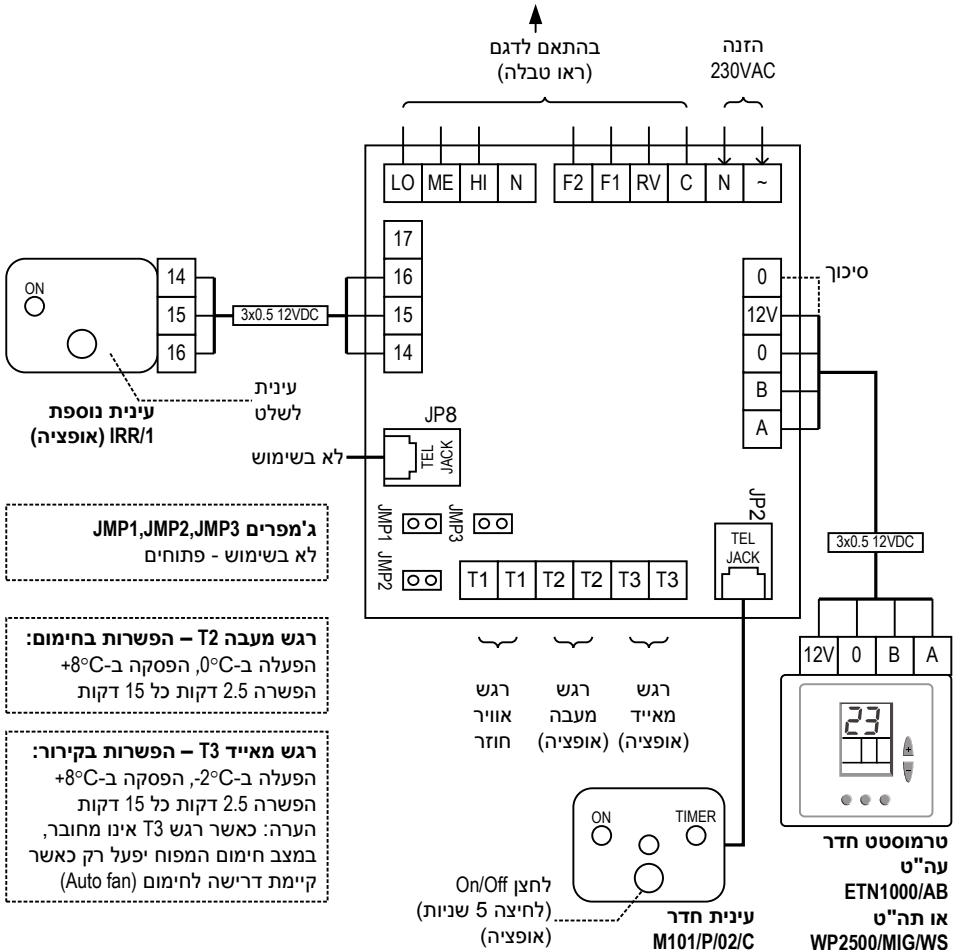 בהתאם לדגם
(ראו טבלה)
הזנה
230VAC
LO ME HI N F2 F1 RV C N ~
17
16
15
14
0
12V
0
B
A
סיכוך
ON
14
15
16
3x0.5 12VDC
עינית
לשלט
עינית נוספת
IRR/1 (אופציה)
JP8
TEL
JACK
לא בשימוש
ג'מפרים JMP1,JMP2,JMP3
לא בשימוש - פתוחים
JMP1
JMP3
JMP2
T1 T1 T2 T2 T3 T3
JP2
TEL
JACK
3x0.5 12VDC
רגש מעבה T2 – הפשרות בחימום:
הפעלה ב-0°C, הפסקה ב-8°C+
הפשרה 2.5 דקות כל 15 דקות
רגש מאייד T3 – הפשרות בקירור:
הפעלה ב-2°C-, הפסקה ב-8°C+
הפשרה 2.5 דקות כל 15 דקות
הערה: כאשר רגש T3 אינו מחובר,
במצב חימום המפוח יפעל רק כאשר
קיימת דרישה לחימום (Auto fan)
רגש
אוויר
חוזר
רגש
מעבה
(אופציה)
רגש
מאייד
(אופציה)
12V 0 B A
23
+
-
ON
TIMER
לחצן On/Off
(לחיצה 5 שניות)
(אופציה)
עינית חדר
M101/P/02/C
טרמוסטט חדר
עה"ט
ETN1000/AB
או תה"ט
WP2500/MIG/WS